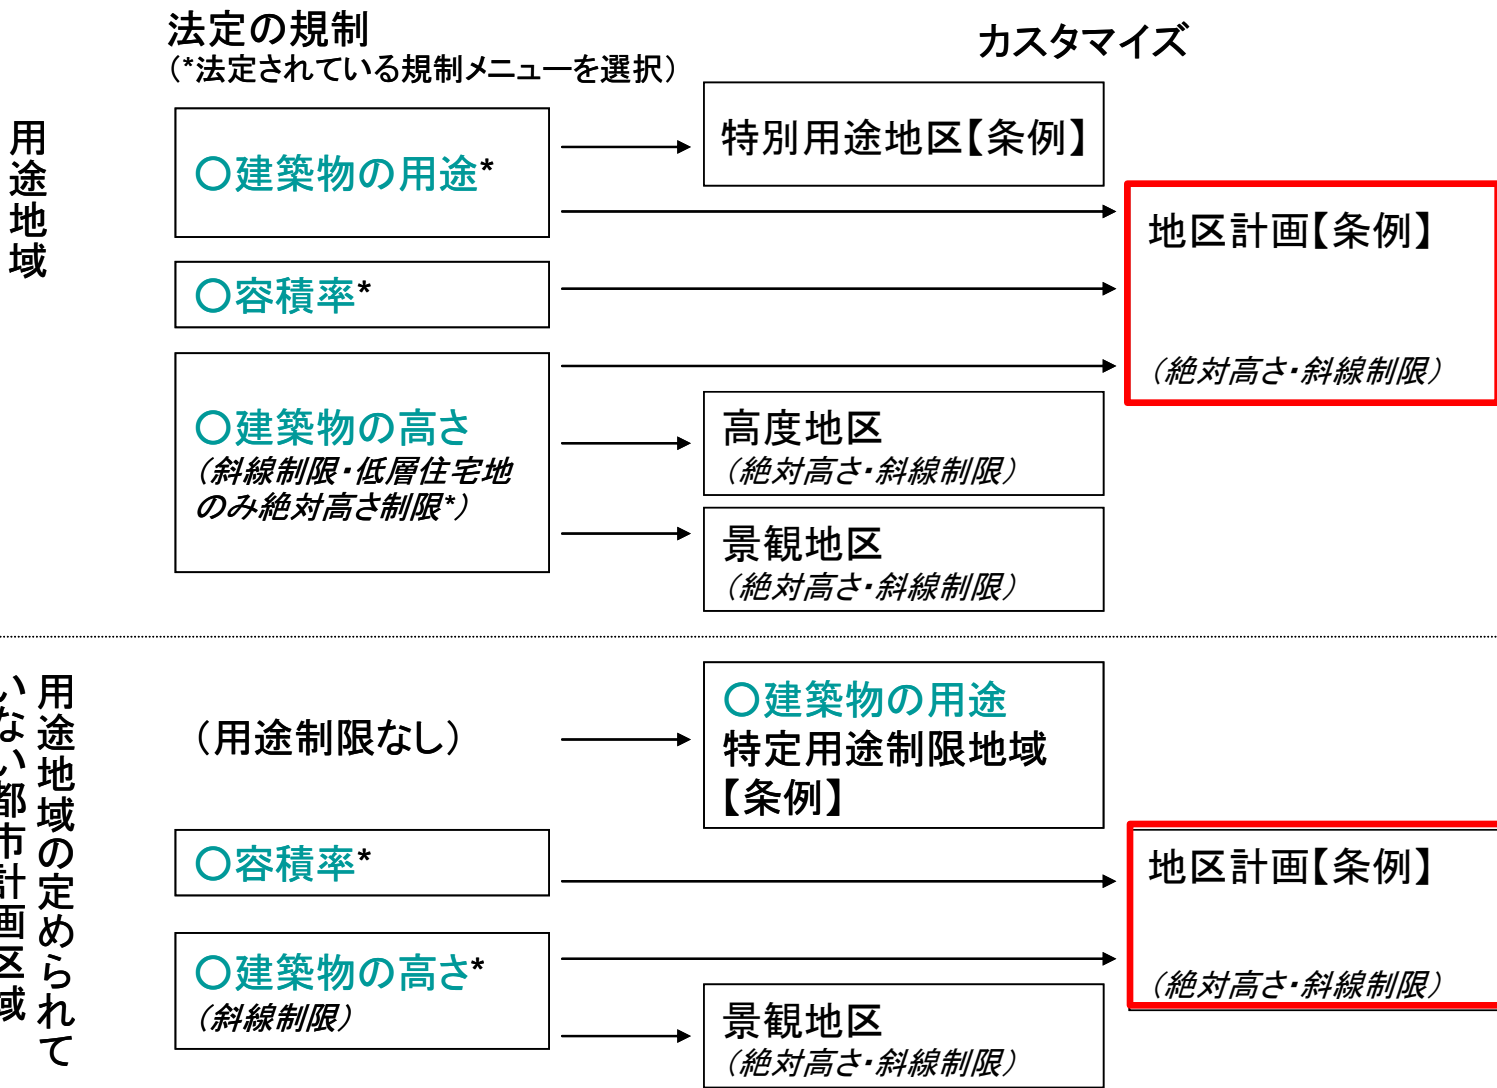 法定の規制
（*法定されている規制メニューを選択）
カスタマイズ
用途地域
〇建築物の用途*
特別用途地区【条例】
地区計画【条例】
（絶対高さ・斜線制限）
〇容積率*
〇建築物の高さ
（斜線制限・低層住宅地
のみ絶対高さ制限*）
高度地区
（絶対高さ・斜線制限）
景観地区
（絶対高さ・斜線制限）
用途地域の定められて
いない都市計画区域
（用途制限なし）
〇建築物の用途
特定用途制限地域
【条例】
〇容積率*
地区計画【条例】
（絶対高さ・斜線制限）
〇建築物の高さ*
（斜線制限）
景観地区
（絶対高さ・斜線制限）